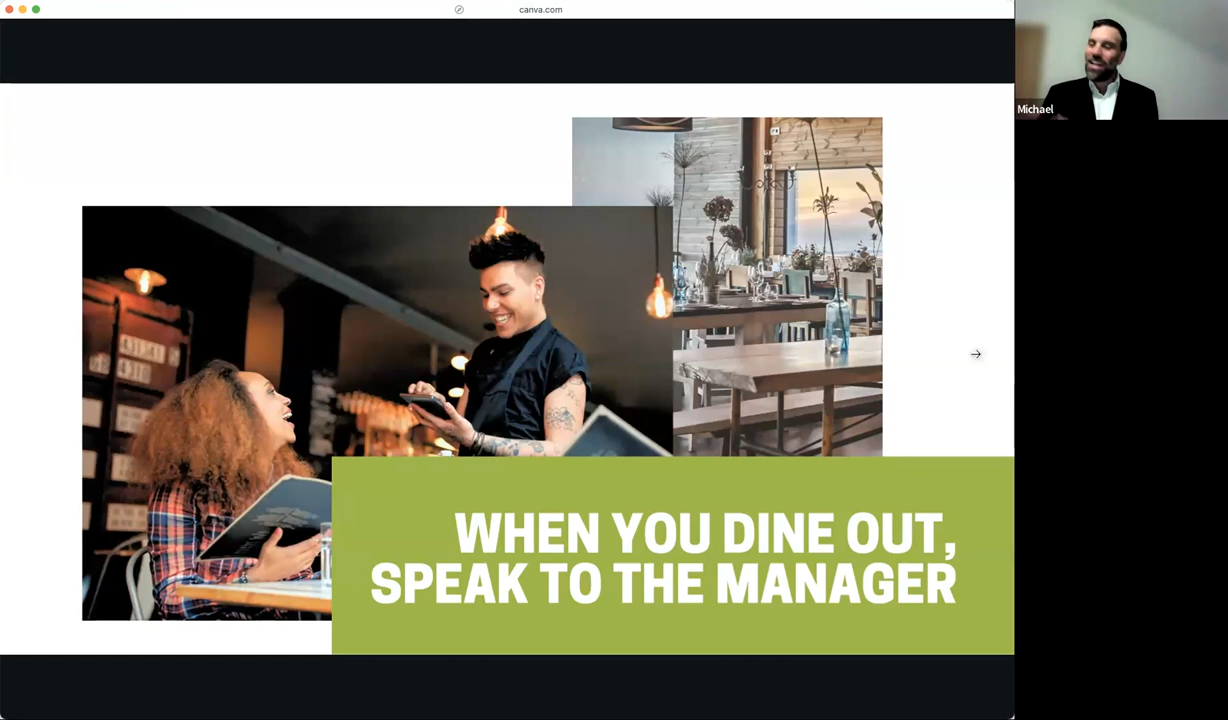 canva.com
Michael
WHEN YOU DINE OUT,
SPEAK TO THE MANAGER